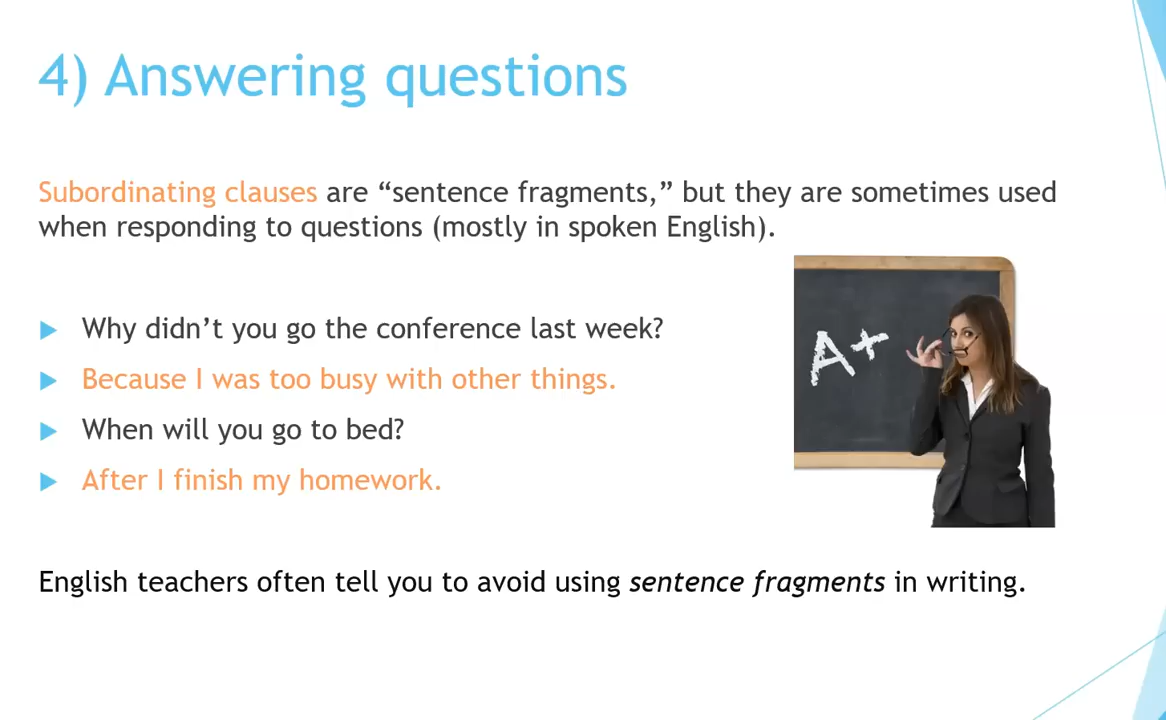 4) Answering questions
Subordinating clauses are “sentence fragments,” but they are sometimes used
when responding to questions (mostly in spoken English).
Why didn’t you go the conference last week?
Because I was too busy with other things.
When will you go to bed?
After I finish my homework.
A+
English teachers often tell you to avoid using sentence fragments in writing.